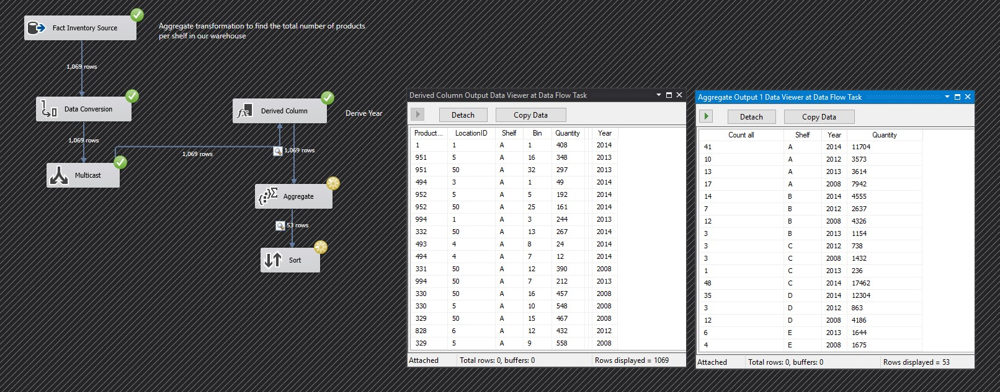 Fact Inventory Source
Aggregate transformation to find the total number of products
per shelf in our warehouse
1,069 rows
Data Conversion
1,069 rows
Multicast
1,069 rows
Derived Column
Derive Year
1,069 rows
Aggregate
53 rows
Sort
Derived Column Output Data Viewer at Data Flow Task
Detach Copy Data
Product... LocationID Shelf Bin Quantity Year
1 1 A 1 408 2014
951 5 A 16 348 2013
951 50 A 32 297 2013
494 3 A 1 49 2014
952 5 A 5 192 2014
952 50 A 25 161 2014
994 1 A 3 244 2013
332 50 A 13 267 2014
493 4 A 8 24 2014
494 4 A 7 12 2014
331 50 A 12 390 2008
994 50 A 7 212 2013
330 50 A 16 457 2008
330 5 A 10 548 2008
329 50 A 15 467 2008
828 6 A 12 432 2012
329 5 A 9 558 2008
Attached Total rows: 0, buffers: 0 Rows displayed = 1069
Aggregate Output 1 Data Viewer at Data Flow Task
Detach Copy Data
Count all Shelf Year Quantity
41 A 2014 11704
10 A 2012 3573
13 A 2013 3614
17 A 2008 7942
14 B 2014 4555
7 B 2012 2637
12 B 2008 4326
3 B 2013 1154
3 C 2012 738
3 C 2008 1432
1 C 2013 236
48 C 2014 17462
35 D 2014 12304
3 D 2012 863
12 D 2008 4186
6 E 2013 1644
4 E 2008 1675
Attached Total rows: 0, buffers: 0 Rows displayed = 53